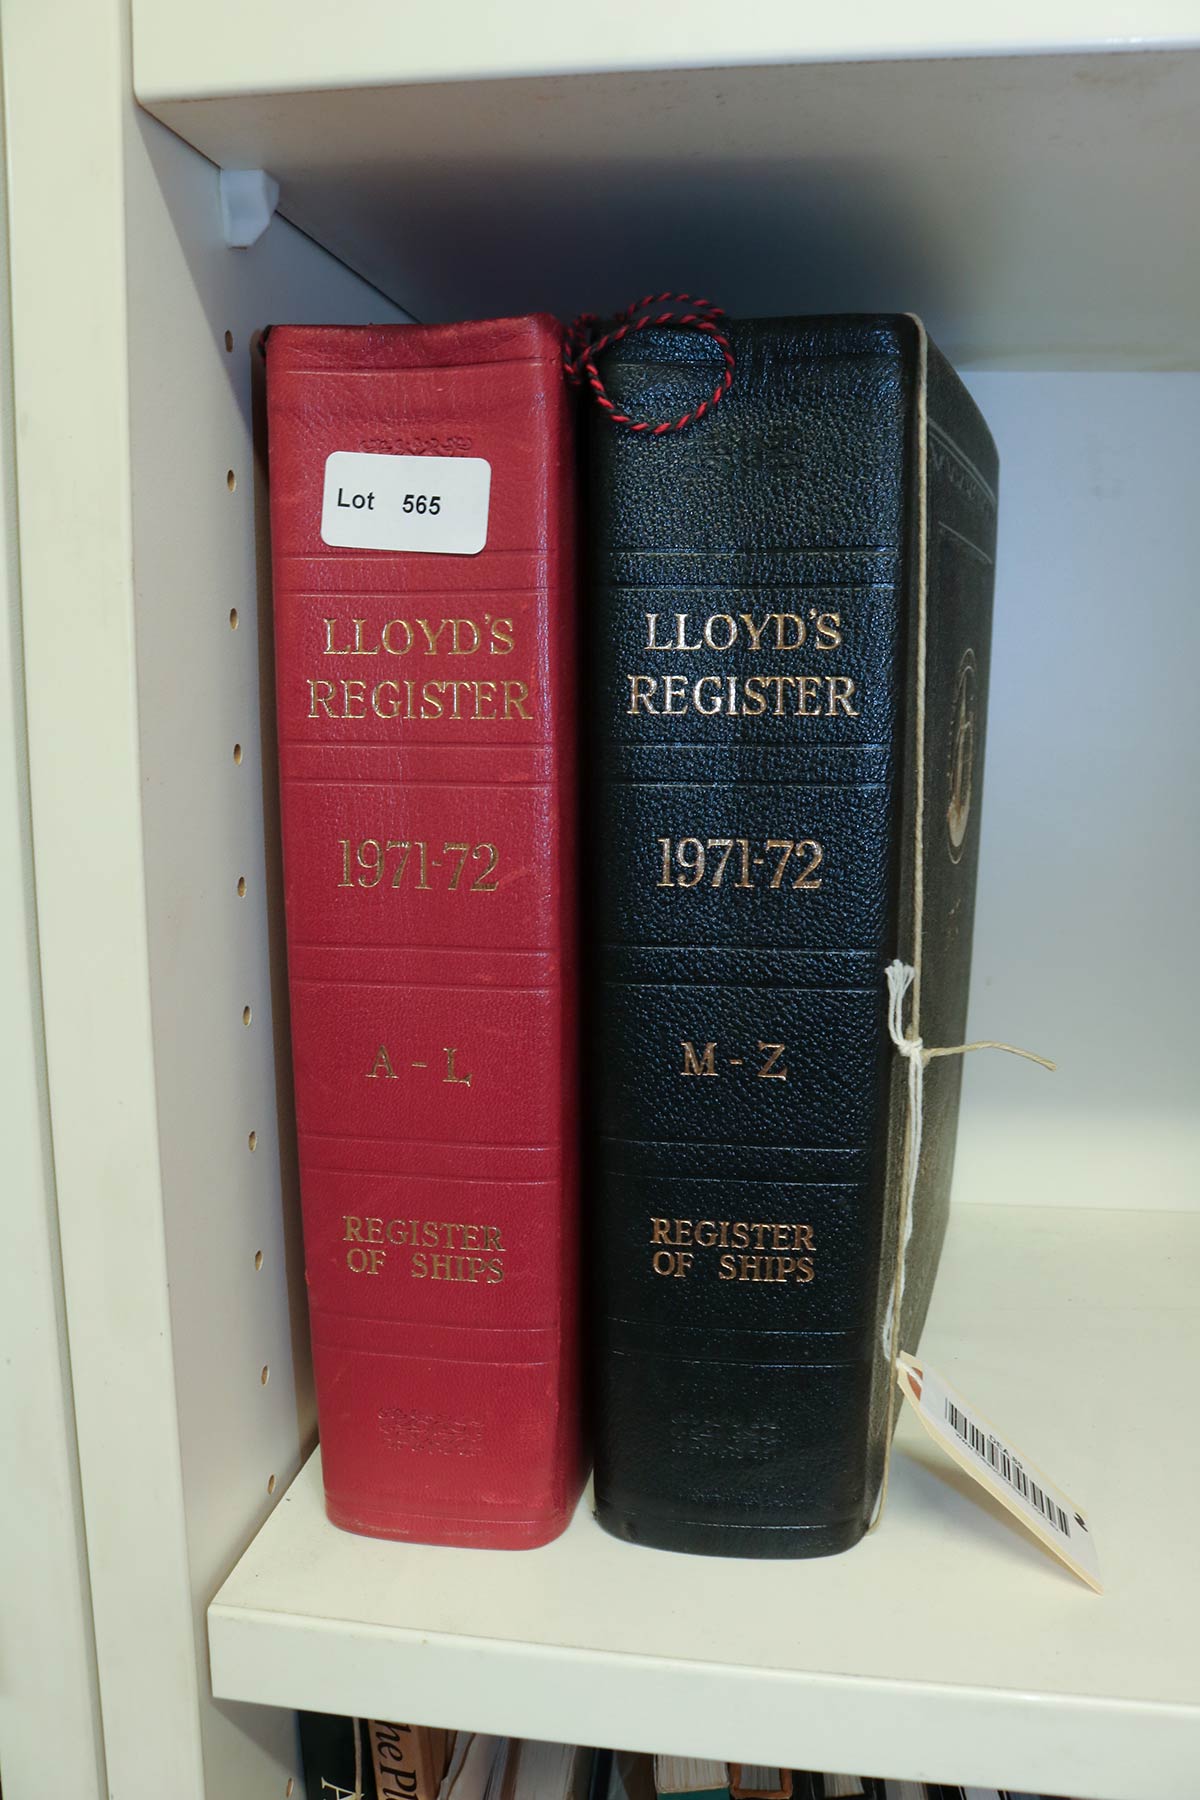 Lot 565
LLOYD'S
REGISTER
1971-72
A - L
REGISTER
OF SHIPS
LLOYD'S
REGISTER
1971-72
M - Z
REGISTER
OF SHIPS